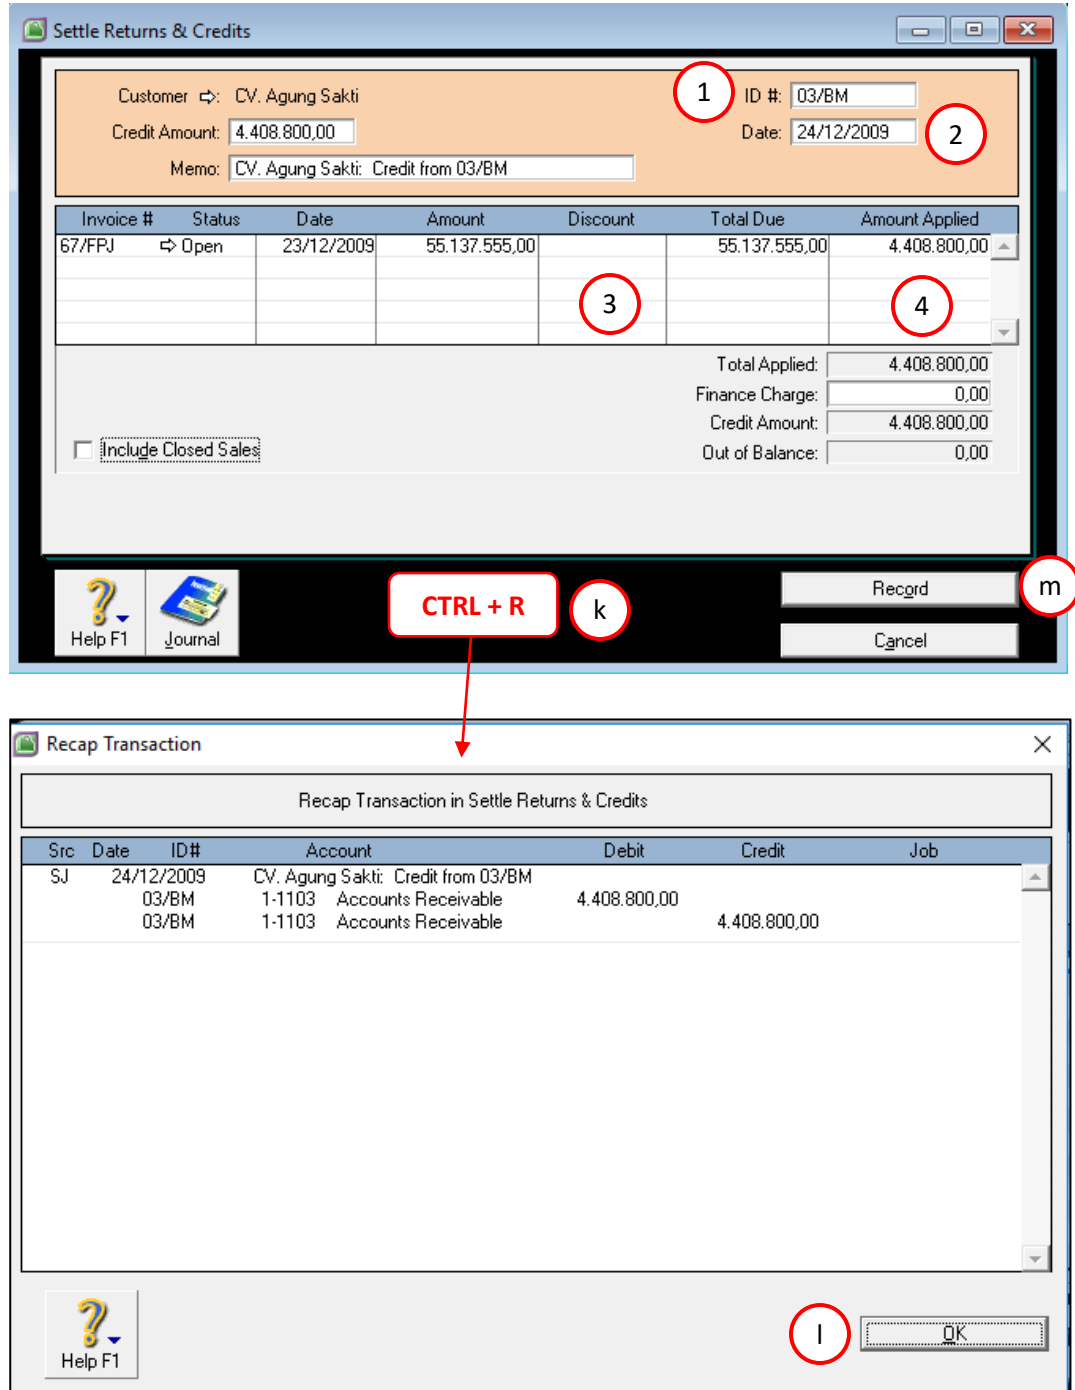 Settle Returns & Credits
Customer ⇨: CV. Agung Sakti
1 ID #: 03/BM
Credit Amount: 4.408.800,00
Date: 24/12/2009 2
Memo: CV. Agung Sakti: Credit from 03/BM
Invoice # Status Date Amount Discount Total Due Amount Applied
67/FPJ ⇨ Open 23/12/2009 55.137.555,00 55.137.555,00 4.408.800,00
3 4
Total Applied: 4.408.800,00
Finance Charge: 0,00
Credit Amount: 4.408.800,00
Include Closed Sales
Out of Balance: 0,00
CTRL + R k
Record m
Help F1 Journal
Cancel
Recap Transaction
Recap Transaction in Settle Returns & Credits
Src Date ID# Account Debit Credit Job
SJ 24/12/2009 CV. Agung Sakti: Credit from 03/BM
03/BM 1-1103 Accounts Receivable 4.408.800,00
03/BM 1-1103 Accounts Receivable 4.408.800,00
l OK
Help F1